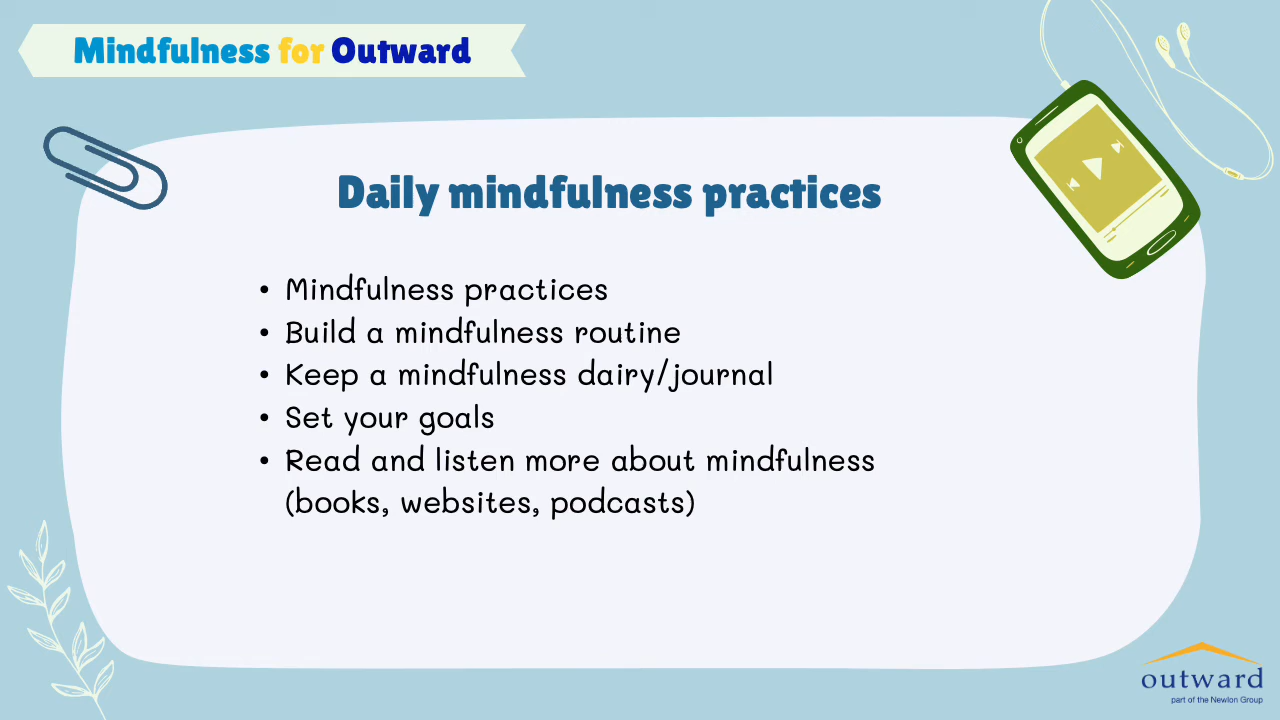 Mindfulness for Outward
Daily mindfulness practices
• Mindfulness practices
• Build a mindfulness routine
• Keep a mindfulness dairy/journal
• Set your goals
• Read and listen more about mindfulness
(books, websites, podcasts)
outward
part of the Newlon Group